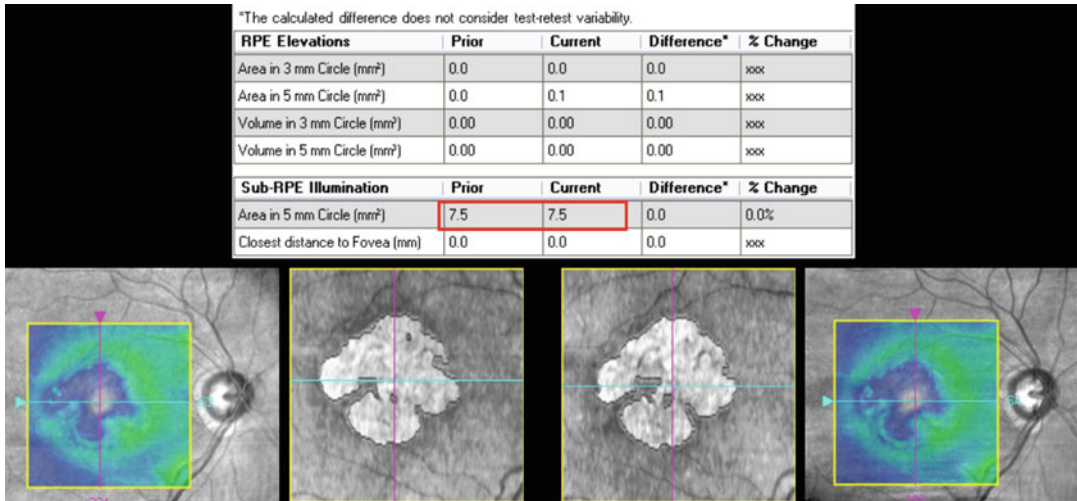 *The calculated difference does not consider test-retest variability.
RPE Elevations Prior Current Difference* % Change
Area in 3 mm Circle (mm²) 0.0 0.0 0.0 xxx
Area in 5 mm Circle (mm²) 0.0 0.1 0.1 xxx
Volume in 3 mm Circle (mm³) 0.00 0.00 0.00 xxx
Volume in 5 mm Circle (mm³) 0.00 0.00 0.00 xxx
Sub-RPE Illumination Prior Current Difference* % Change
Area in 5 mm Circle (mm²) 7.5 7.5 0.0 0.0%
Closest distance to Fovea (mm) 0.0 0.0 0.0 xxx